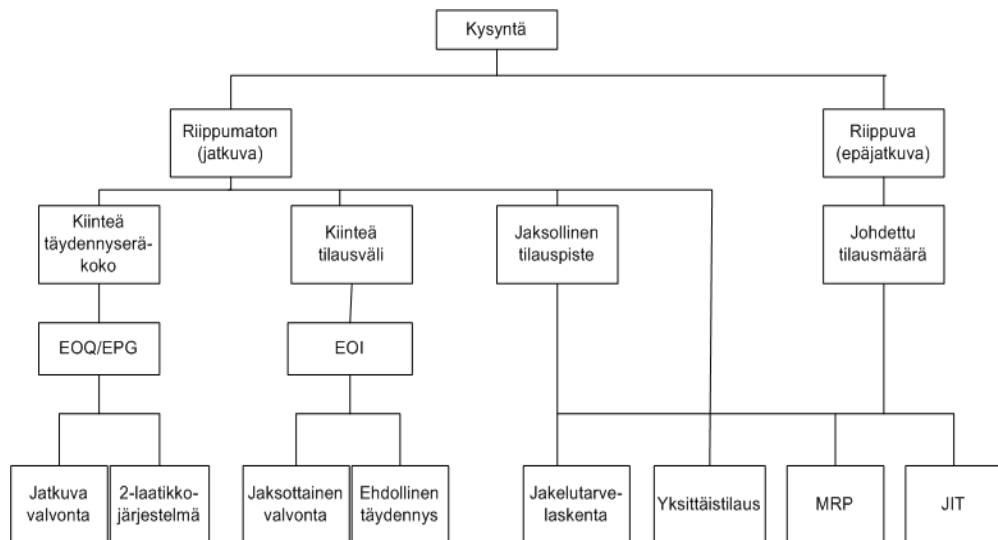 Kysyntä
Riippumaton
(jatkuva)
Riippuva
(epäjatkuva)
Kiinteä
täydennyserä-
koko
Kiinteä
tilausväli
Jaksollinen
tilauspiste
Johdettu
tilausmäärä
EOQ/EPG
EOI
Jatkuva
valvonta
2-laatikko-
järjestelmä
Jaksottainen
valvonta
Ehdollinen
täydennys
Jakelutarve-
laskenta
Yksittäistilaus
MRP
JIT